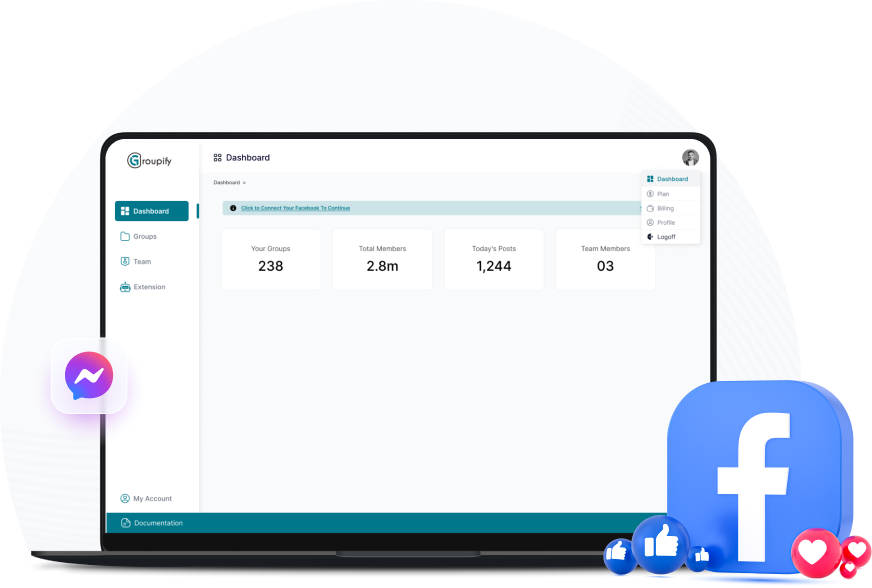 Groupify
Dashboard
Dashboard
Dashboard
Plan
Billing
Profile
Logoff
Click to Connect Your Facebook To Continue
Dashboard
Groups
Team
Extension
Your Groups
238
Total Members
2.8m
Today's Posts
1,244
Team Members
03
My Account
Documentation